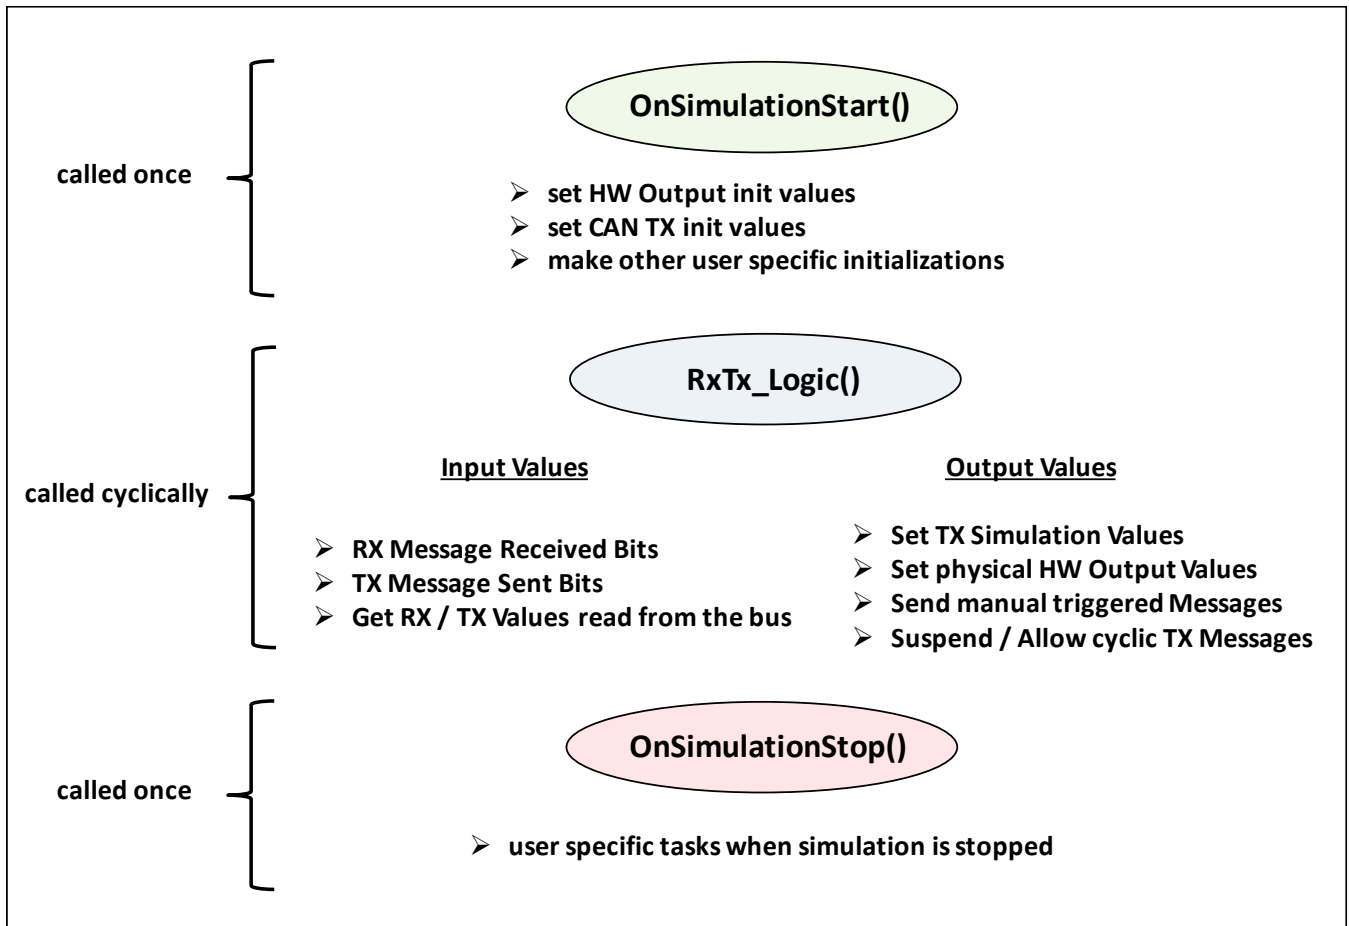 OnSimulationStart()
called once
➢ set HW Output init values
➢ set CAN TX init values
➢ make other user specific initializations
RxTx_Logic()
called cyclically
Input Values
➢ RX Message Received Bits
➢ TX Message Sent Bits
➢ Get RX / TX Values read from the bus
Output Values
➢ Set TX Simulation Values
➢ Set physical HW Output Values
➢ Send manual triggered Messages
➢ Suspend / Allow cyclic TX Messages
OnSimulationStop()
called once
➢ user specific tasks when simulation is stopped